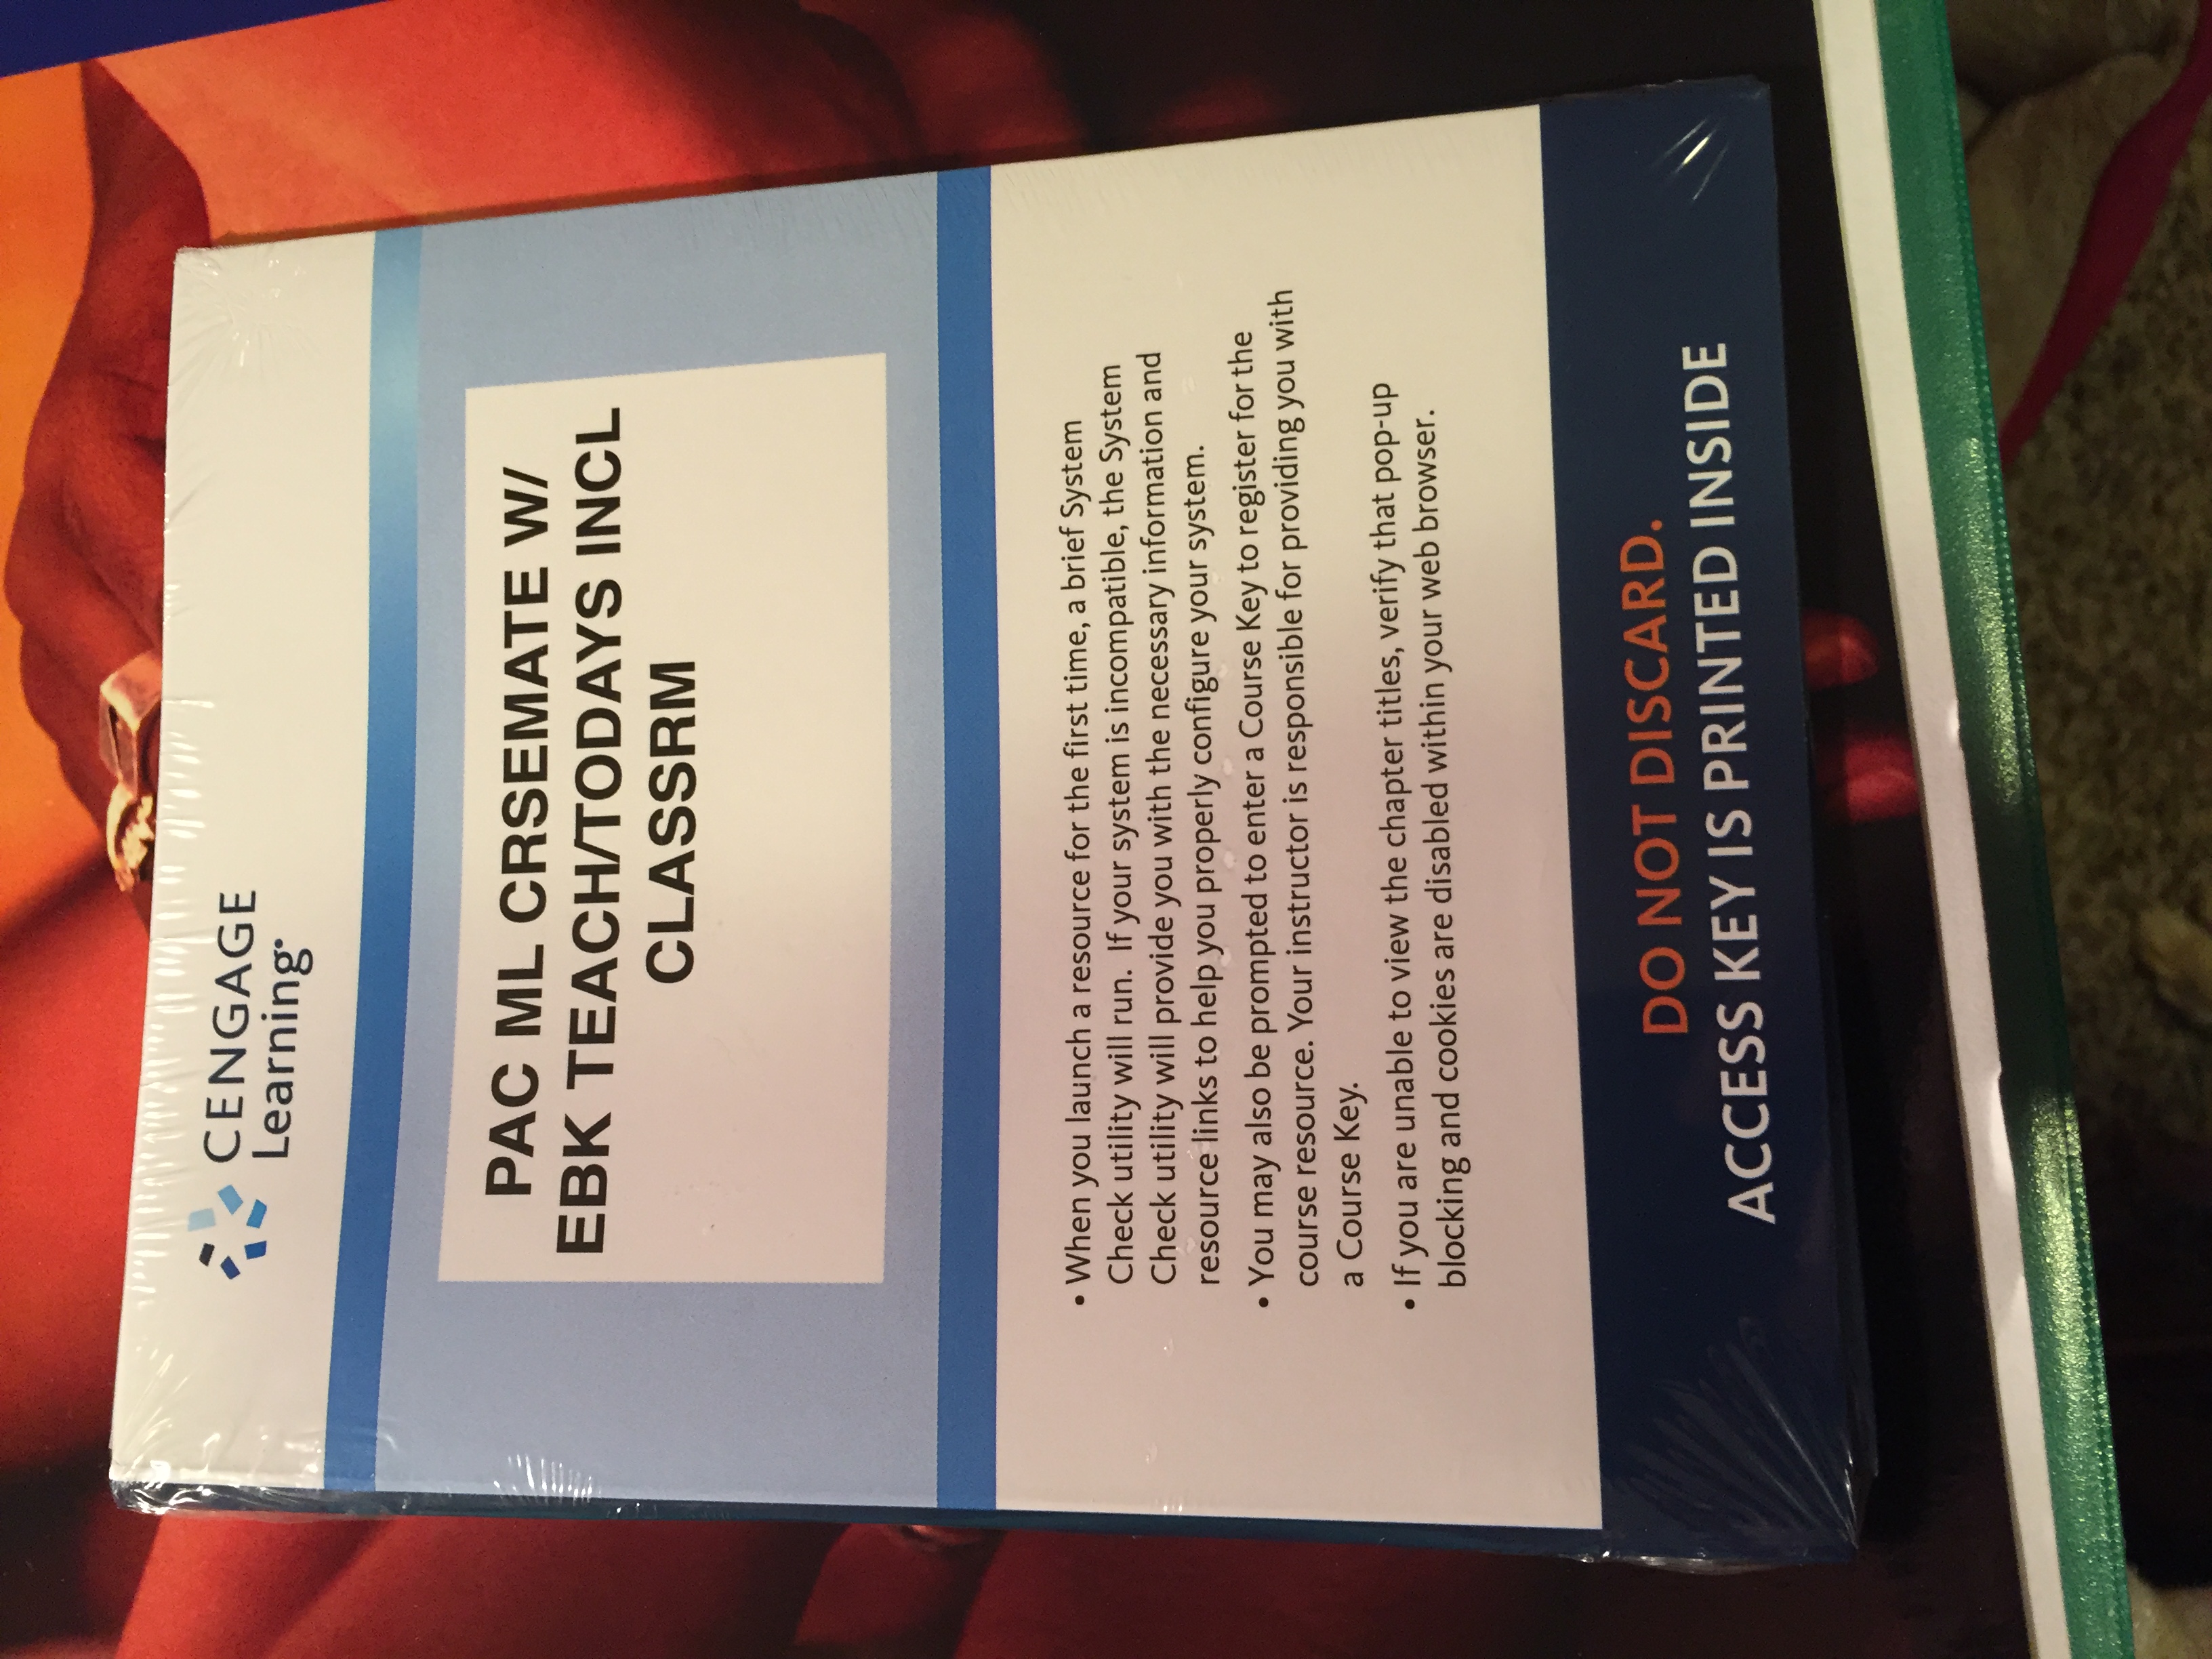 CENGAGE
Learning
PAC ML CRSEMATE W/
EBK TEACH/TODAYS INCL
CLASSRM
• When you launch a resource for the first time, a brief System
Check utility will run. If your system is incompatible, the System
Check utility will provide you with the necessary information and
resource links to help you properly configure your system.
• You may also be prompted to enter a Course Key to register for the
course resource. Your instructor is responsible for providing you with
a Course Key.
• If you are unable to view the chapter titles, verify that pop-up
blocking and cookies are disabled within your web browser.
DO NOT DISCARD.
ACCESS KEY IS PRINTED INSIDE